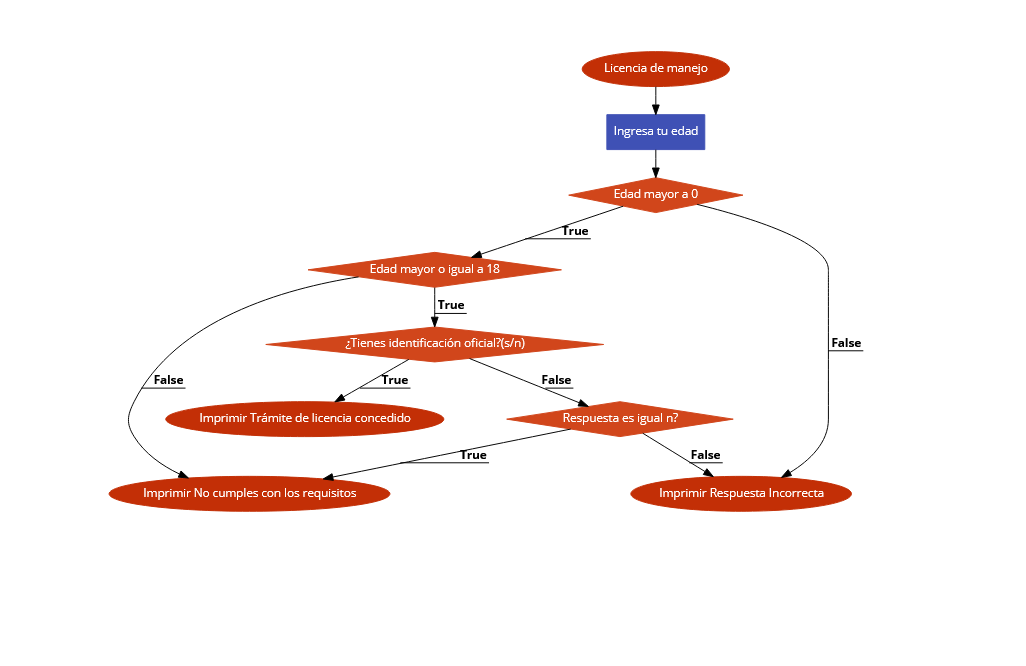 Licencia de manejo
Ingresa tu edad
Edad mayor a 0
True
Edad mayor o igual a 18
True
¿Tienes identificación oficial?(s/n)
False
False
True
False
Imprimir Trámite de licencia concedido
Respuesta es igual n?
True
False
Imprimir No cumples con los requisitos
Imprimir Respuesta Incorrecta